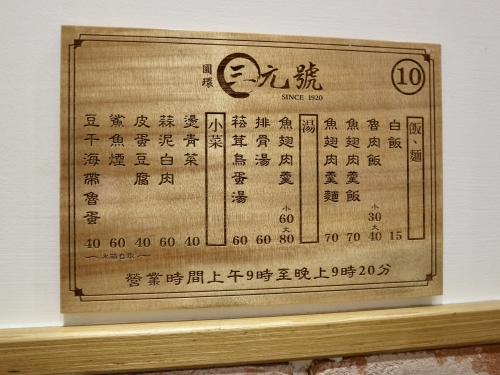 圓環
三元號
SINCE 1920
10
飯、麵
白飯 15
魯肉飯 小30 大40
魚翅肉羹飯 70
魚翅肉羹麵 70
湯
魚翅肉羹 小60 大80
排骨湯 60
菇茸鳥蛋湯 60
小菜
燙青菜 40
蒜泥白肉 60
皮蛋豆腐 40
鯊魚煙 60
豆干海帶魯蛋 40
營業時間上午9時至晚上9時20分